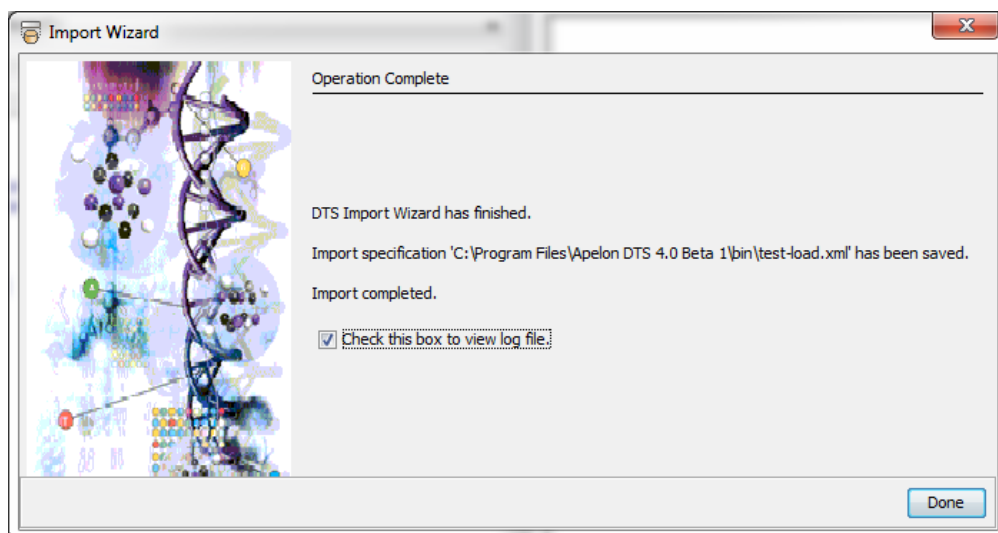 Import Wizard
Operation Complete
DTS Import Wizard has finished.
Import specification 'C:\Program Files\Apelon DTS 4.0 Beta 1\bin\test-load.xml' has been saved.
Import completed.
Check this box to view log file.
Done